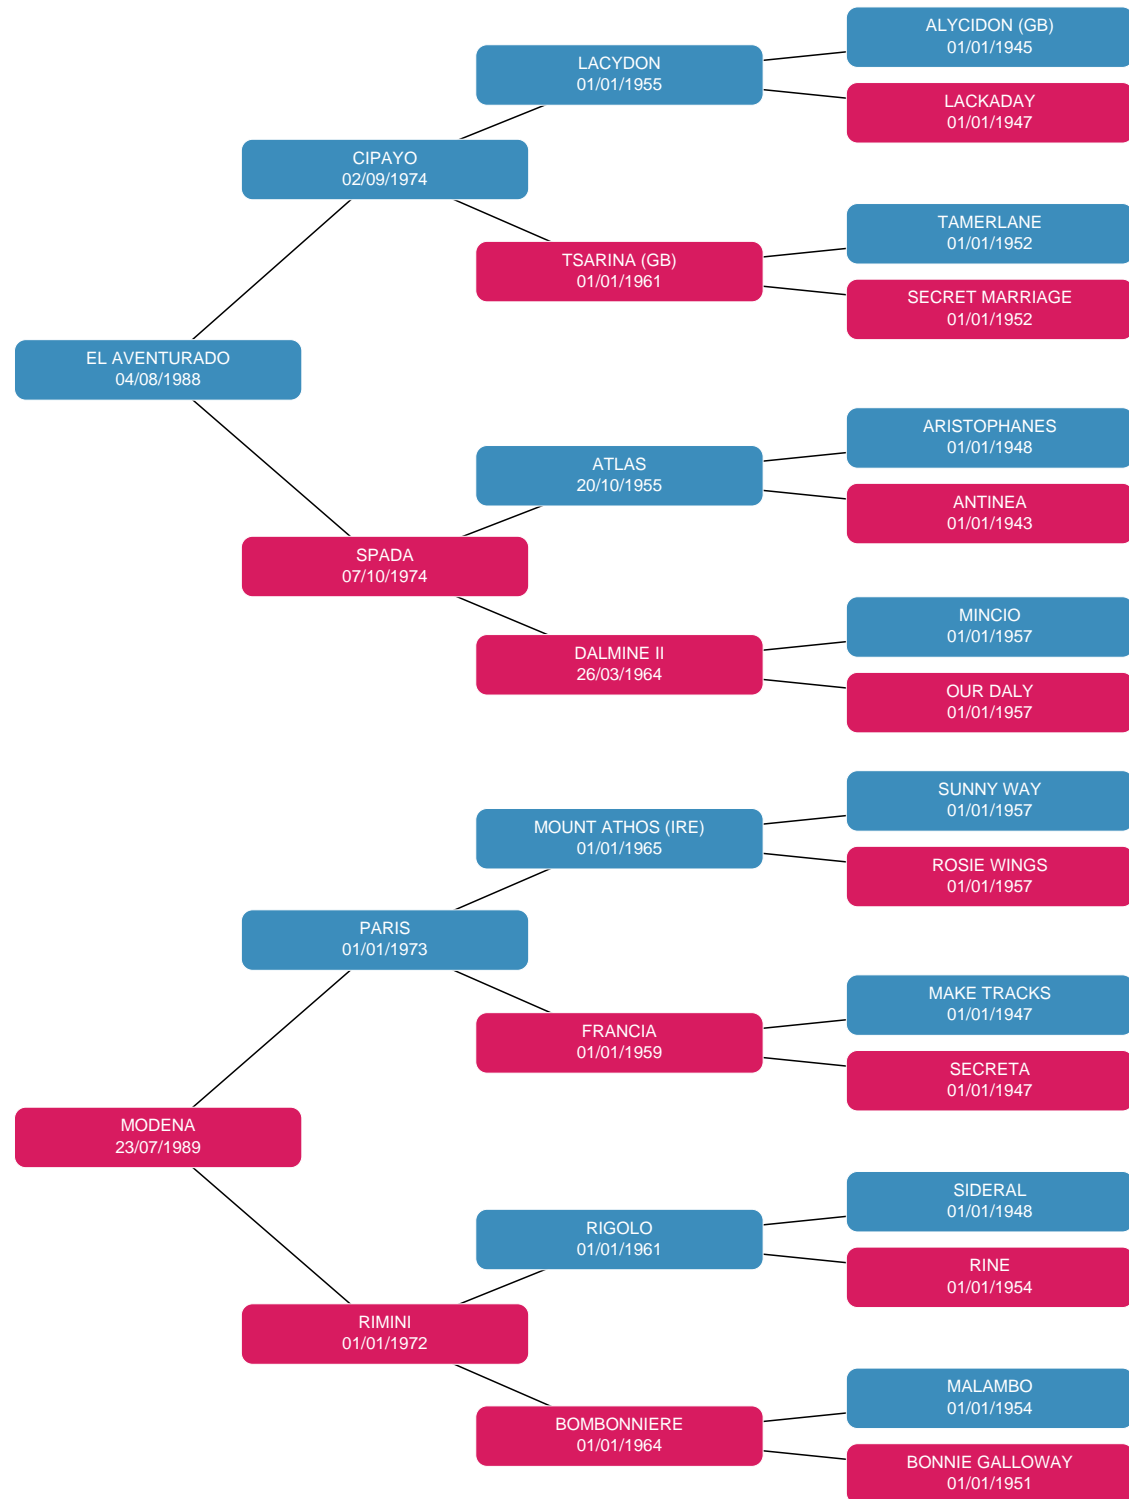 ALYCIDON (GB)
01/01/1945
LACYDON
01/01/1955
LACKADAY
01/01/1947
CIPAYO
02/09/1974
TAMERLANE
01/01/1952
TSARINA (GB)
01/01/1961
SECRET MARRIAGE
01/01/1952
EL AVENTURADO
04/08/1988
ARISTOPHANES
01/01/1948
ATLAS
20/10/1955
ANTINEA
01/01/1943
SPADA
07/10/1974
MINCIO
01/01/1957
DALMINE II
26/03/1964
OUR DALY
01/01/1957
SUNNY WAY
01/01/1957
MOUNT ATHOS (IRE)
01/01/1965
ROSIE WINGS
01/01/1957
PARIS
01/01/1973
MAKE TRACKS
01/01/1947
FRANCIA
01/01/1959
SECRETA
01/01/1947
MODENA
23/07/1989
SIDERAL
01/01/1948
RIGOLO
01/01/1961
RINE
01/01/1954
RIMINI
01/01/1972
MALAMBO
01/01/1954
BOMBONNIERE
01/01/1964
BONNIE GALLOWAY
01/01/1951